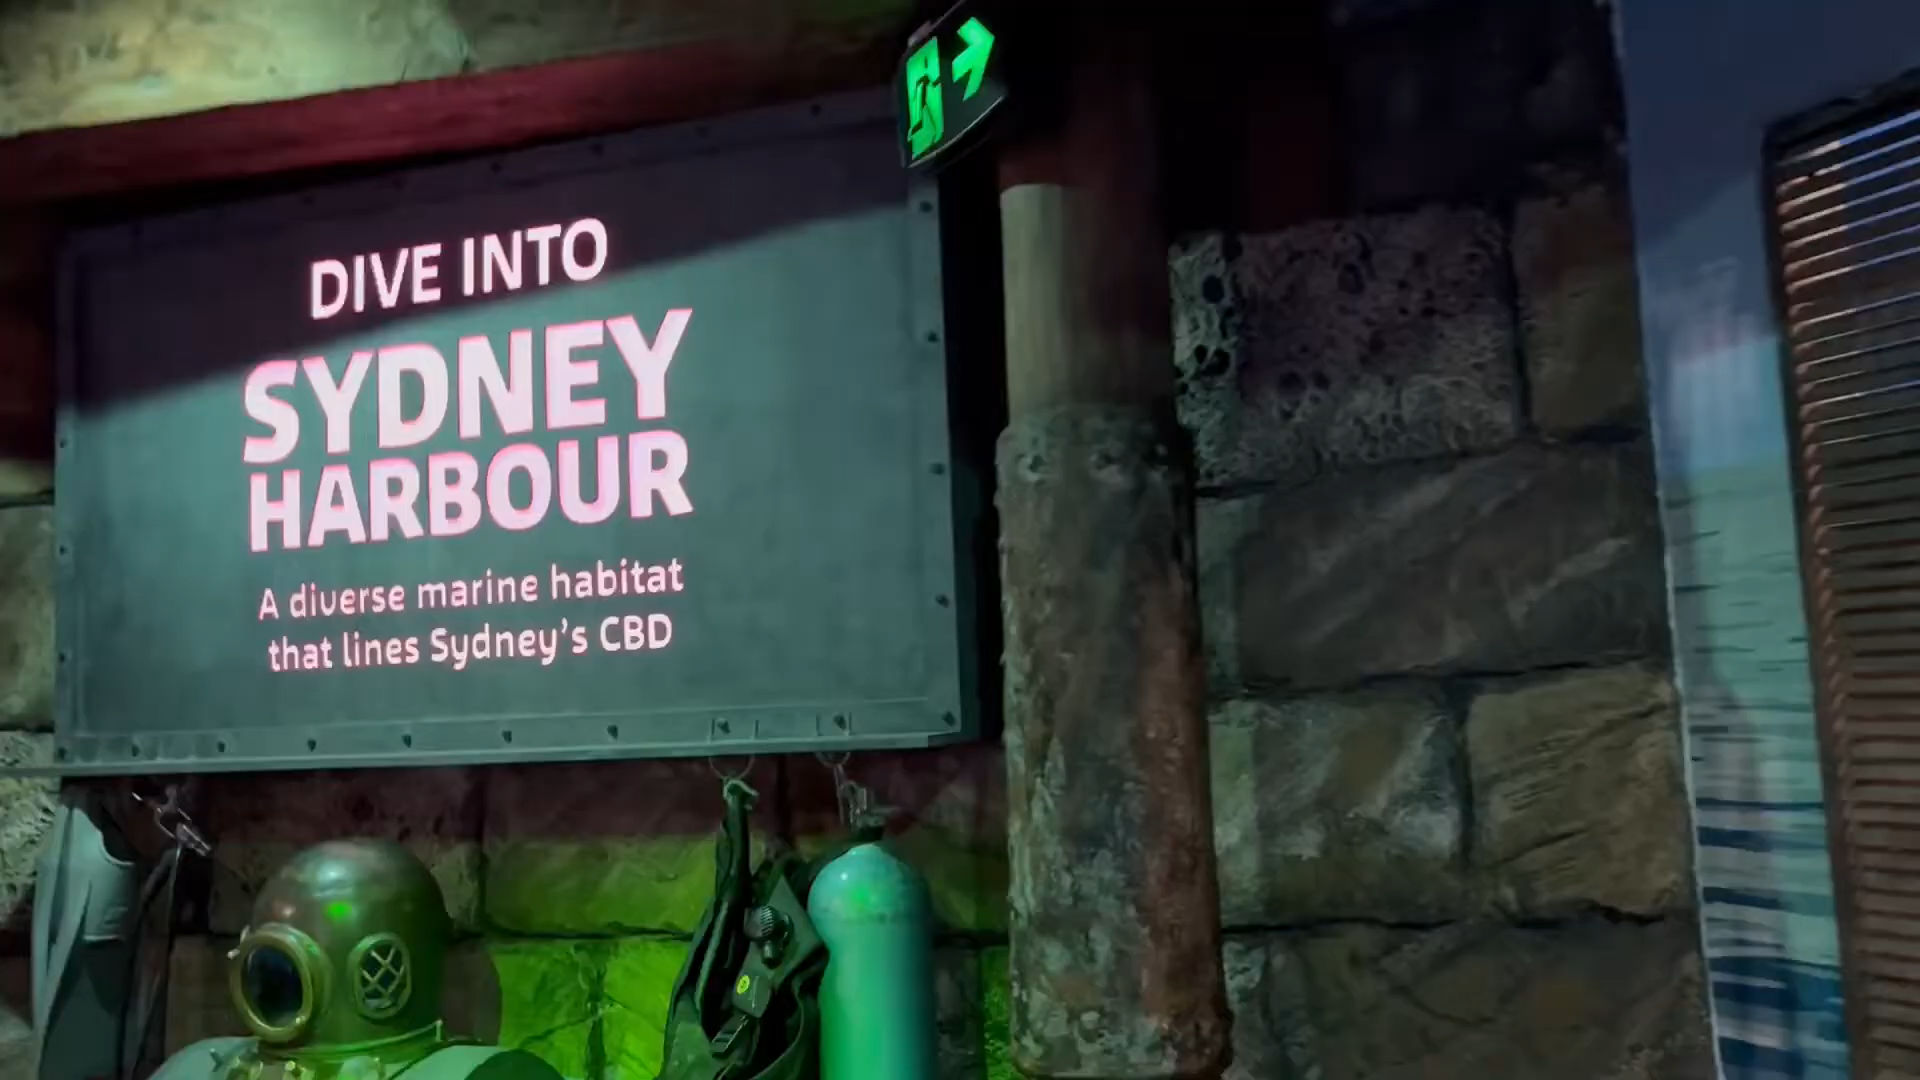 DIVE INTO
SYDNEY
HARBOUR
A diverse marine habitat
that lines Sydney's CBD